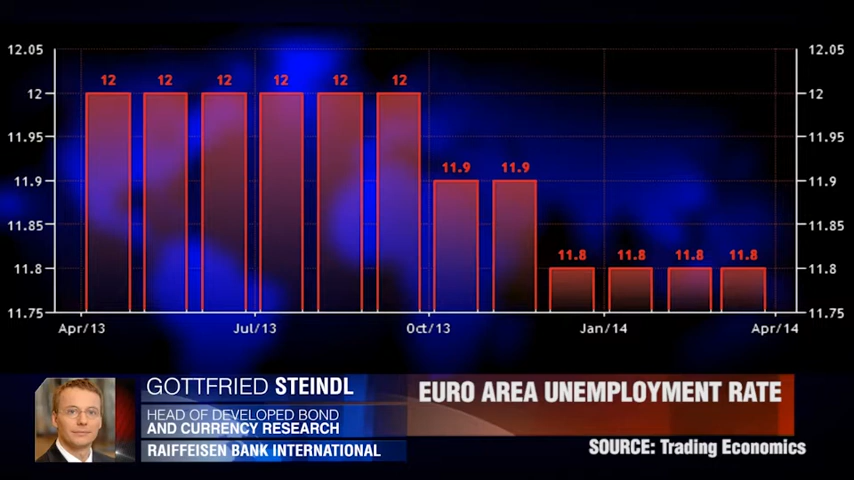 12.05 12.05
12 12 12 12 12 12
12 12
11.95 11.95
11.9 11.9
11.9 11.9
11.85 11.85
11.8 11.8 11.8 11.8
11.8 11.8
11.75 11.75
Apr/13 Jul/13 Oct/13 Jan/14 Apr/14
GOTTFRIED STEINDL
HEAD OF DEVELOPED BOND
AND CURRENCY RESEARCH
RAIFFEISEN BANK INTERNATIONAL
EURO AREA UNEMPLOYMENT RATE
SOURCE: Trading Economics